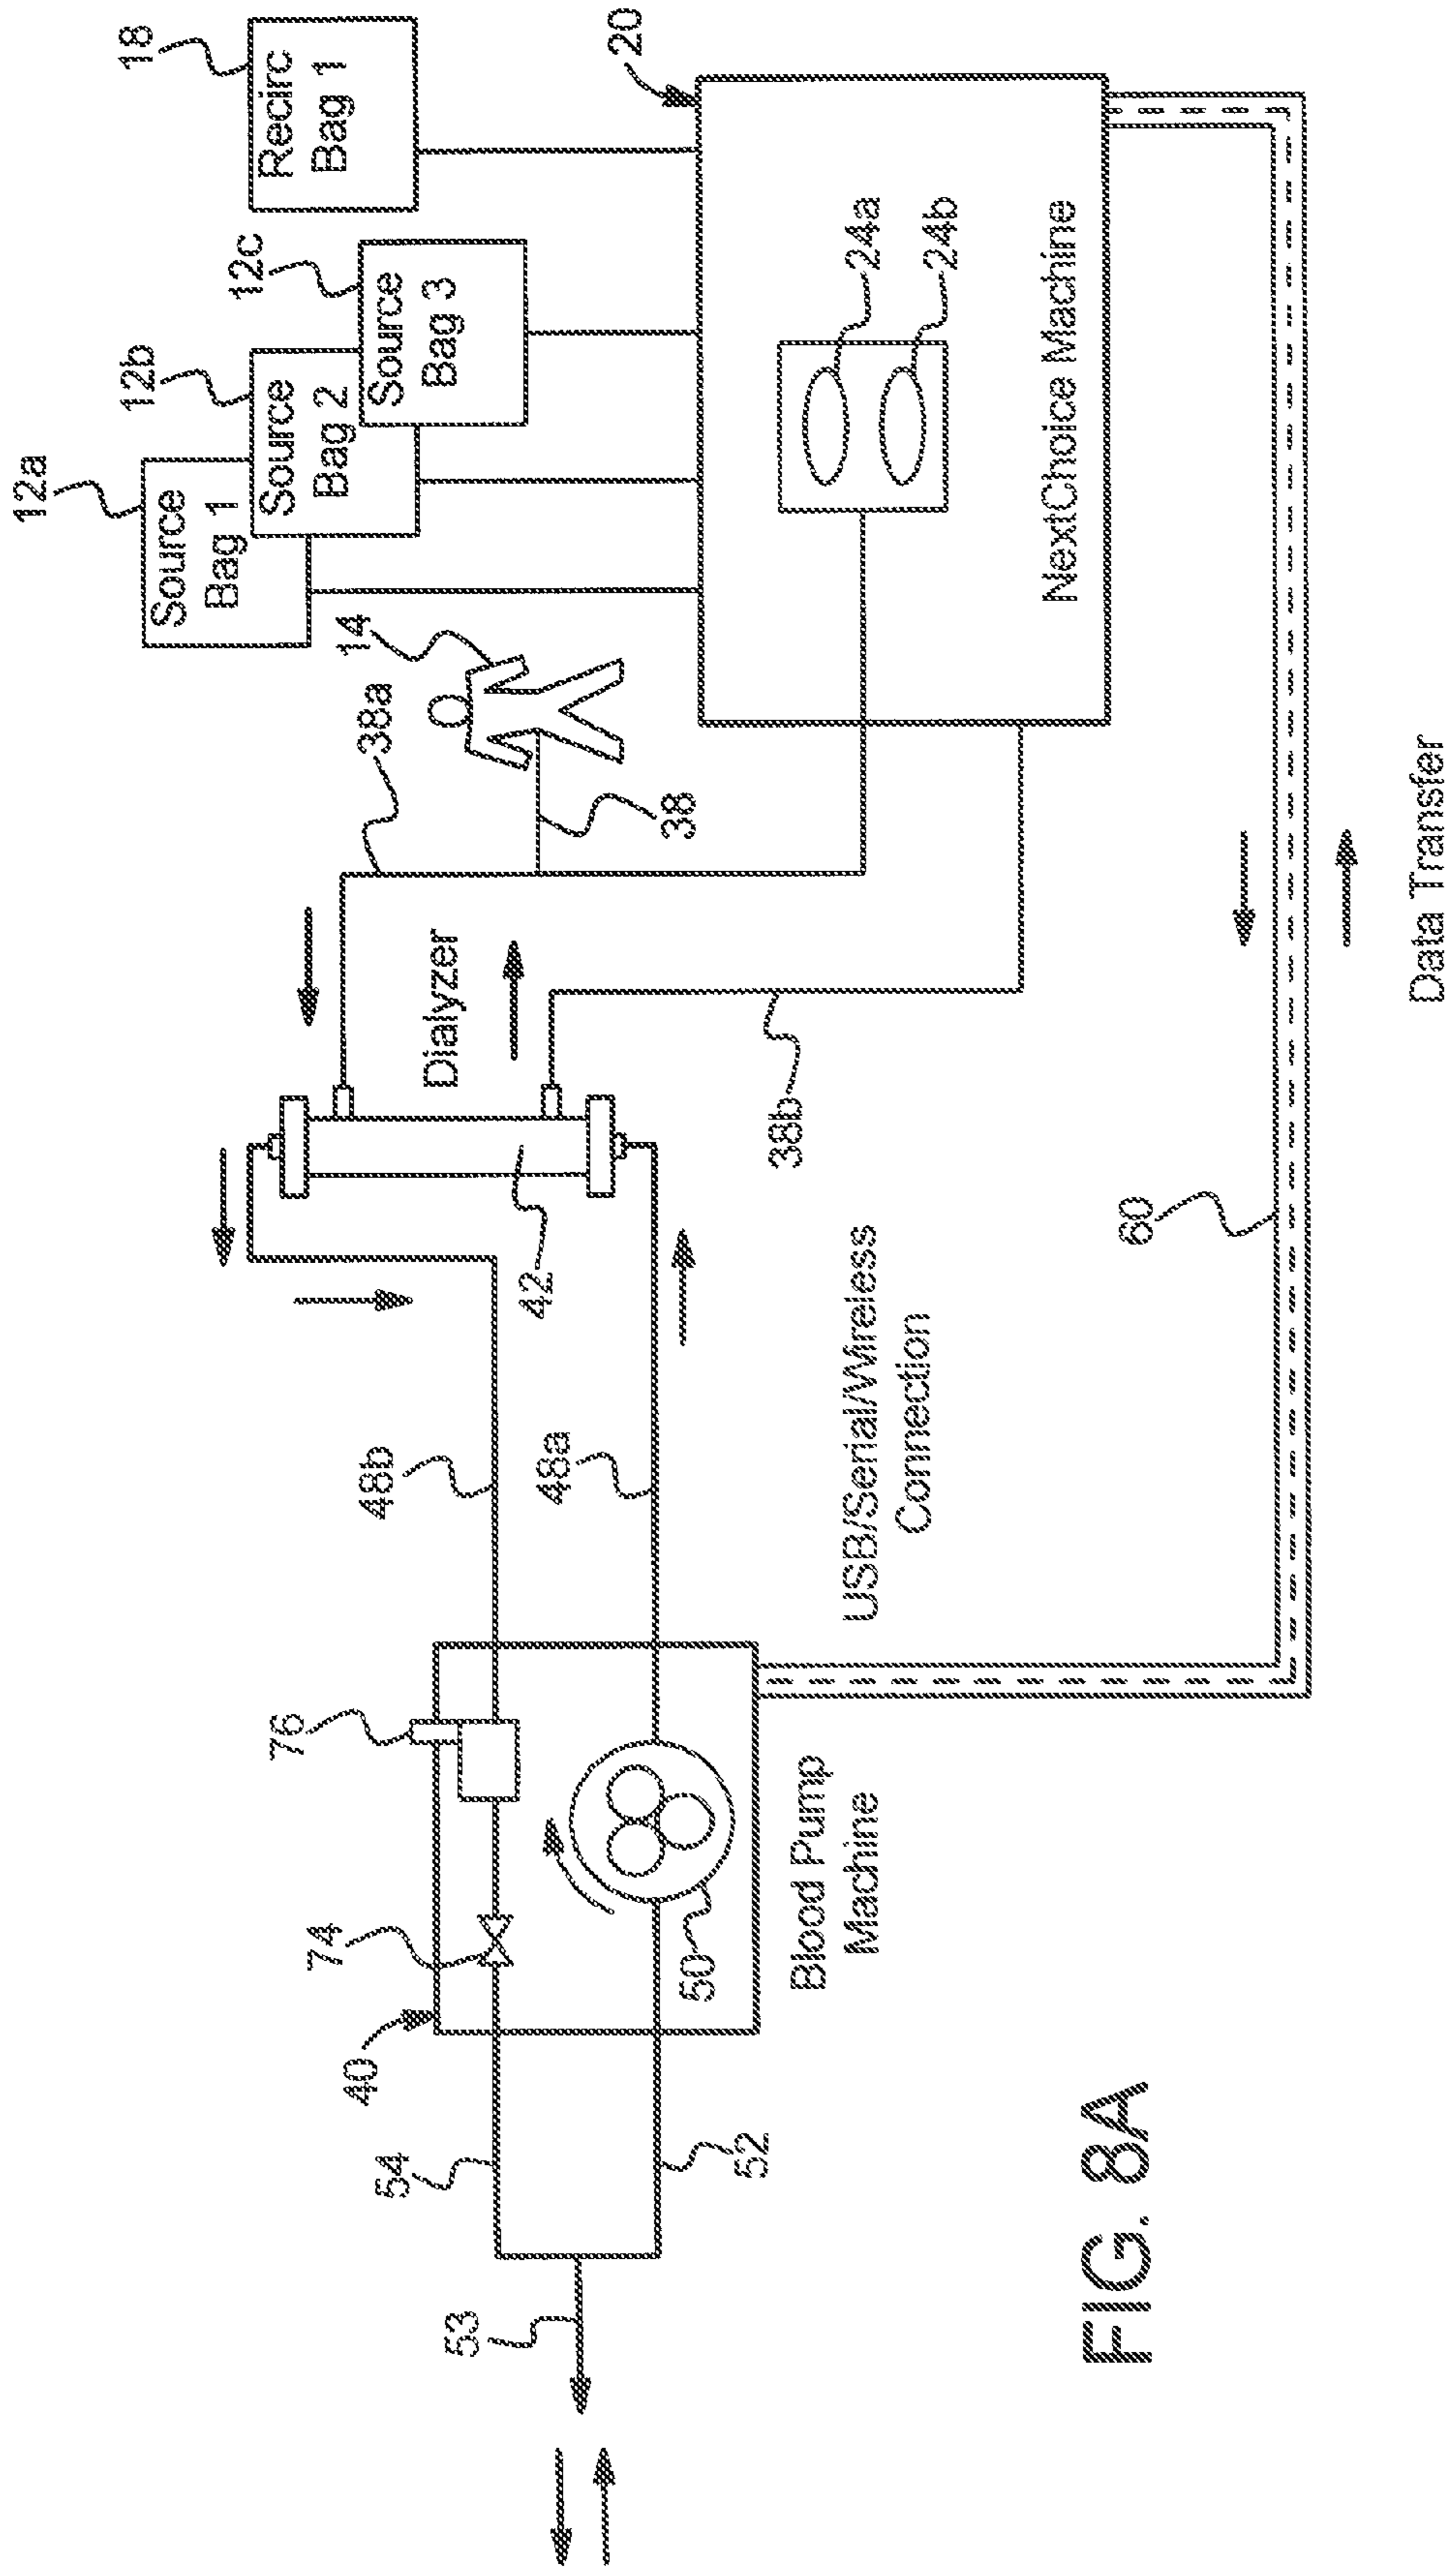 12a
12b
12c
18
Source
Bag 1
Source
Bag 2
Source
Bag 3
Recirc
Bag 1
14
20
38a
38
Dialyzer
24a
24b
NextChoice Machine
42
38b
48b
48a
76
74
40
50
54
52
53
Blood Pump
Machine
USB/Serial/Wireless
Connection
60
Data Transfer
FIG. 8A